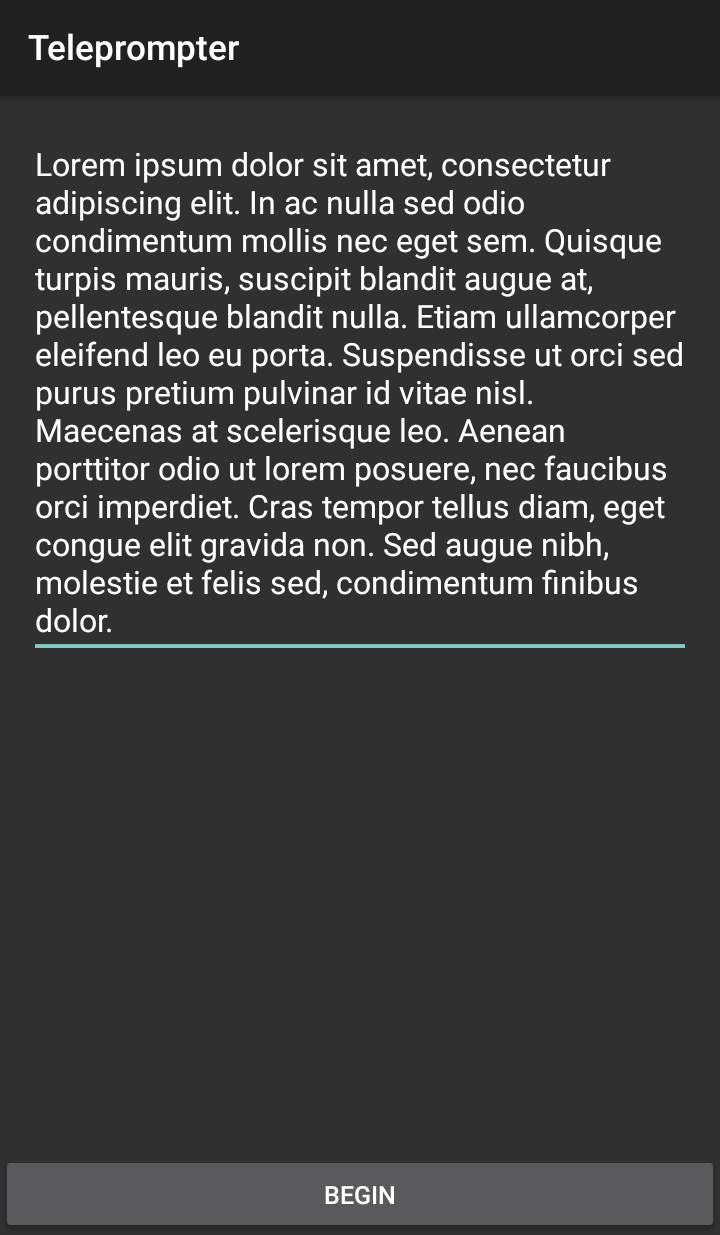 Teleprompter
Lorem ipsum dolor sit amet, consectetur
adipiscing elit. In ac nulla sed odio
condimentum mollis nec eget sem. Quisque
turpis mauris, suscipit blandit augue at,
pellentesque blandit nulla. Etiam ullamcorper
eleifend leo eu porta. Suspendisse ut orci sed
purus pretium pulvinar id vitae nisl.
Maecenas at scelerisque leo. Aenean
porttitor odio ut lorem posuere, nec faucibus
orci imperdiet. Cras tempor tellus diam, eget
congue elit gravida non. Sed augue nibh,
molestie et felis sed, condimentum finibus
dolor.
BEGIN